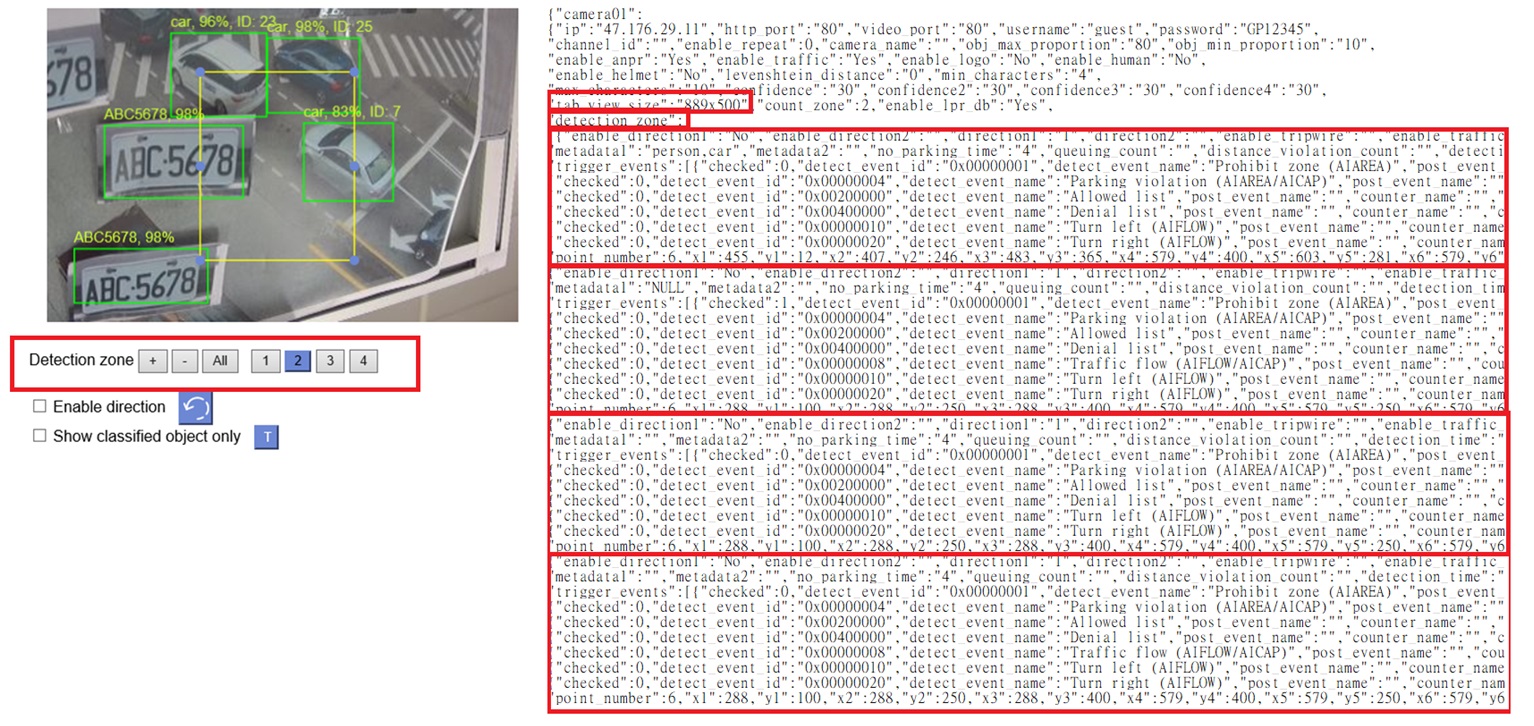 car, 96%, ID: 23
car, 98%, ID: 25
678
ABC5678, 98%
ABC-5678
car, 83%, ID: 7
ABC5678, 98%
ABC-5678
Detection zone + - All 1 2 3 4
Enable direction
Show classified object only T
{"camera01":
{"ip":"47.176.29.11","http_port":"80","video_port":"80","username":"guest","password":"GP12345"
"channel_id":"","enable_repeat":0,"camera_name":"","obj_max_proportion":"80","obj_min_proportion":"10",
"enable_anpr":"Yes","enable_traffic":"Yes","enable_logo":"No","enable_human":"No",
"enable_helmet":"No","levenshtein_distance":"0","min_characters":"4",
"max_characters":"10","confidence":"30","confidence2":"30","confidence3":"30","confidence4":"30",
"tab_view_size":"889x500","count_zone":2,"enable_lpr_db":"Yes",
"detection_zone":
[{"enable_direction1":"No","enable_direction2":"","direction1":"1","direction2":"","enable_tripwire":"","enable_traffic
"metadata1":"person,car","metadata2":"","no_parking_time":"4","queuing_count":"","distance_violation_count":"","detecti
"trigger_events":[{"checked":0,"detect_event_id":"0x00000001","detect_event_name":"Prohibit zone (AIAREA)","post_event_
{"checked":0,"detect_event_id":"0x00000004","detect_event_name":"Parking violation (AIAREA/AICAP)","post_event_name":""
{"checked":0,"detect_event_id":"0x00200000","detect_event_name":"Allowed list","post_event_name":"","counter_name":"","c
{"checked":0,"detect_event_id":"0x00400000","detect_event_name":"Denial list","post_event_name":"","counter_name":"","c
{"checked":0,"detect_event_id":"0x00000010","detect_event_name":"Turn left (AIFLOW)","post_event_name":"","counter_name
{"checked":0,"detect_event_id":"0x00000020","detect_event_name":"Turn right (AIFLOW)","post_event_name":"","counter_nam
"point_number":6,"x1":455,"y1":12,"x2":407,"y2":246,"x3":483,"y3":365,"x4":579,"y4":400,"x5":603,"y5":281,"x6":579,"y6"
{"enable_direction1":"No","enable_direction2":"","direction1":"1","direction2":"","enable_tripwire":"","enable_traffic
"metadata1":"NULL","metadata2":"","no_parking_time":"4","queuing_count":"","distance_violation_count":"","detection_tim
"trigger_events":[{"checked":1,"detect_event_id":"0x00000001","detect_event_name":"Prohibit zone (AIAREA)","post_event_
{"checked":0,"detect_event_id":"0x00000004","detect_event_name":"Parking violation (AIAREA/AICAP)","post_event_name":""
{"checked":0,"detect_event_id":"0x00200000","detect_event_name":"Allowed list","post_event_name":"","counter_name":"","
{"checked":0,"detect_event_id":"0x00400000","detect_event_name":"Denial list","post_event_name":"","counter_name":"","c
{"checked":0,"detect_event_id":"0x00000008","detect_event_name":"Traffic flow (AIFLOW/AICAP)","post_event_name":"","cou
{"checked":0,"detect_event_id":"0x00000010","detect_event_name":"Turn left (AIFLOW)","post_event_name":"","counter_name
{"checked":0,"detect_event_id":"0x00000020","detect_event_name":"Turn right (AIFLOW)","post_event_name":"","counter_nam
"point_number":6,"x1":288,"y1":100,"x2":288,"y2":250,"x3":288,"y3":400,"x4":579,"y4":400,"x5":579,"y5":250,"x6":579,"y6
{"enable_direction1":"No","enable_direction2":"","direction1":"1","direction2":"","enable_tripwire":"","enable_traffic
"metadata1":"","metadata2":"","no_parking_time":"4","queuing_count":"","distance_violation_count":"","detection_time":"
"trigger_events":[{"checked":0,"detect_event_id":"0x00000001","detect_event_name":"Prohibit zone (AIAREA)","post_event_
{"checked":0,"detect_event_id":"0x00000004","detect_event_name":"Parking violation (AIAREA/AICAP)","post_event_name":""
{"checked":0,"detect_event_id":"0x00200000","detect_event_name":"Allowed list","post_event_name":"","counter_name":"","
{"checked":0,"detect_event_id":"0x00400000","detect_event_name":"Denial list","post_event_name":"","counter_name":"","c
{"checked":0,"detect_event_id":"0x00000010","detect_event_name":"Turn left (AIFLOW)","post_event_name":"","counter_name
{"checked":0,"detect_event_id":"0x00000020","detect_event_name":"Turn right (AIFLOW)","post_event_name":"","counter_nam
"point_number":6,"x1":288,"y1":100,"x2":288,"y2":250,"x3":288,"y3":400,"x4":579,"y4":400,"x5":579,"y5":250,"x6":579,"y6
{"enable_direction1":"No","enable_direction2":"","direction1":"1","direction2":"","enable_tripwire":"","enable_traffic
"metadata1":"","metadata2":"","no_parking_time":"4","queuing_count":"","distance_violation_count":"","detection_time":"
"trigger_events":[{"checked":0,"detect_event_id":"0x00000001","detect_event_name":"Prohibit zone (AIAREA)","post_event_
{"checked":0,"detect_event_id":"0x00000004","detect_event_name":"Parking violation (AIAREA/AICAP)","post_event_name":""
{"checked":0,"detect_event_id":"0x00200000","detect_event_name":"Allowed list","post_event_name":"","counter_name":"","
{"checked":0,"detect_event_id":"0x00400000","detect_event_name":"Denial list","post_event_name":"","counter_name":"","c
{"checked":0,"detect_event_id":"0x00000008","detect_event_name":"Traffic flow (AIFLOW/AICAP)","post_event_name":"","cou
{"checked":0,"detect_event_id":"0x00000010","detect_event_name":"Turn left (AIFLOW)","post_event_name":"","counter_name
{"checked":0,"detect_event_id":"0x00000020","detect_event_name":"Turn right (AIFLOW)","post_event_name":"","counter_nam
"point_number":6,"x1":288,"y1":100,"x2":288,"y2":250,"x3":288,"y3":400,"x4":579,"y4":400,"x5":579,"y5":250,"x6":579,"y6